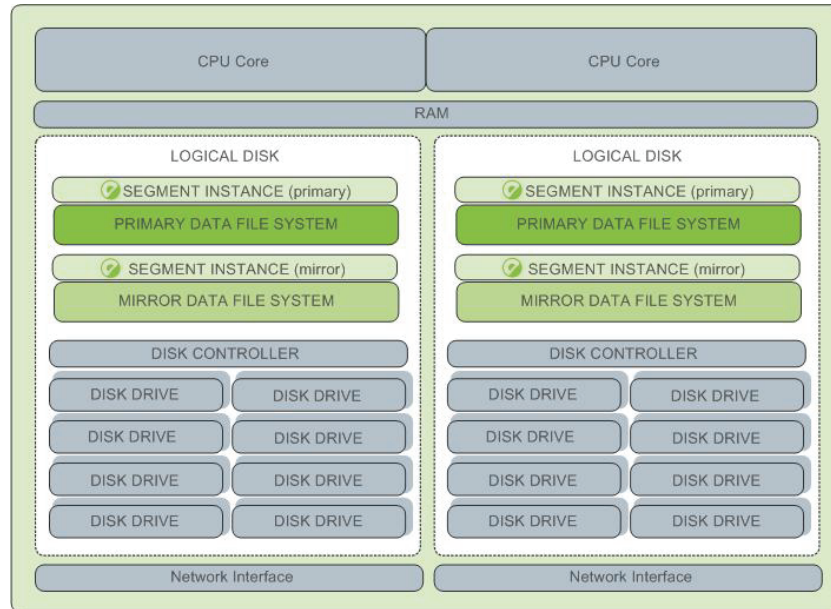 CPU Core
CPU Core
RAM
LOGICAL DISK
SEGMENT INSTANCE (primary)
PRIMARY DATA FILE SYSTEM
SEGMENT INSTANCE (mirror)
MIRROR DATA FILE SYSTEM
DISK CONTROLLER
DISK DRIVE
DISK DRIVE
DISK DRIVE
DISK DRIVE
DISK DRIVE
DISK DRIVE
DISK DRIVE
DISK DRIVE
Network Interface
LOGICAL DISK
SEGMENT INSTANCE (primary)
PRIMARY DATA FILE SYSTEM
SEGMENT INSTANCE (mirror)
MIRROR DATA FILE SYSTEM
DISK CONTROLLER
DISK DRIVE
DISK DRIVE
DISK DRIVE
DISK DRIVE
DISK DRIVE
DISK DRIVE
DISK DRIVE
DISK DRIVE
Network Interface